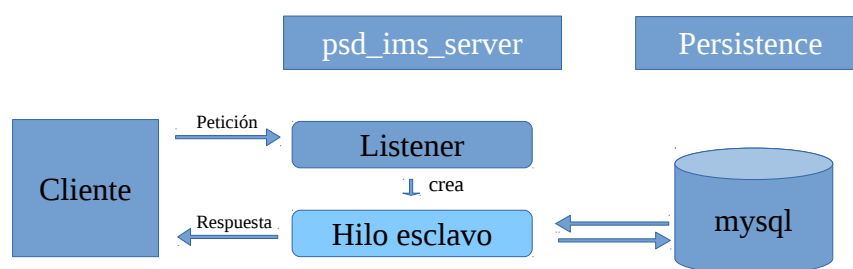 psd_ims_server
Persistence
Petición
Listener
Cliente
crea
mysql
Respuesta
Hilo esclavo